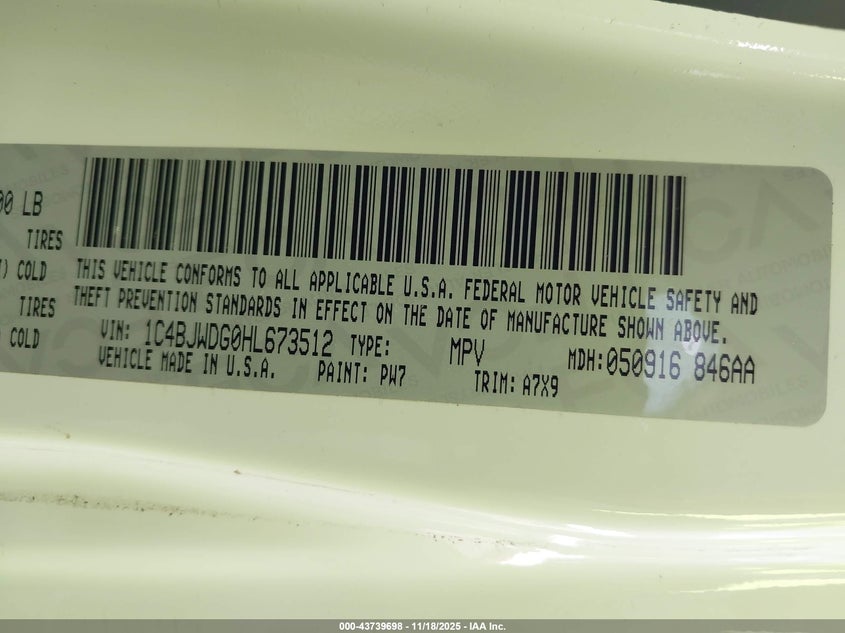 00 LB
TIRES
) COLD
TIRES
) COLD
THIS VEHICLE CONFORMS TO ALL APPLICABLE U.S.A. FEDERAL MOTOR VEHICLE SAFETY AND
THEFT PREVENTION STANDARDS IN EFFECT ON THE DATE OF MANUFACTURE SHOWN ABOVE.
VIN: 1C4BJWDG0HL673512 TYPE: MPV MDH:050916 846AA
VEHICLE MADE IN U.S.A. PAINT: PW7 TRIM: A7X9
000-43739698 - 11/18/2025 - IAA Inc.